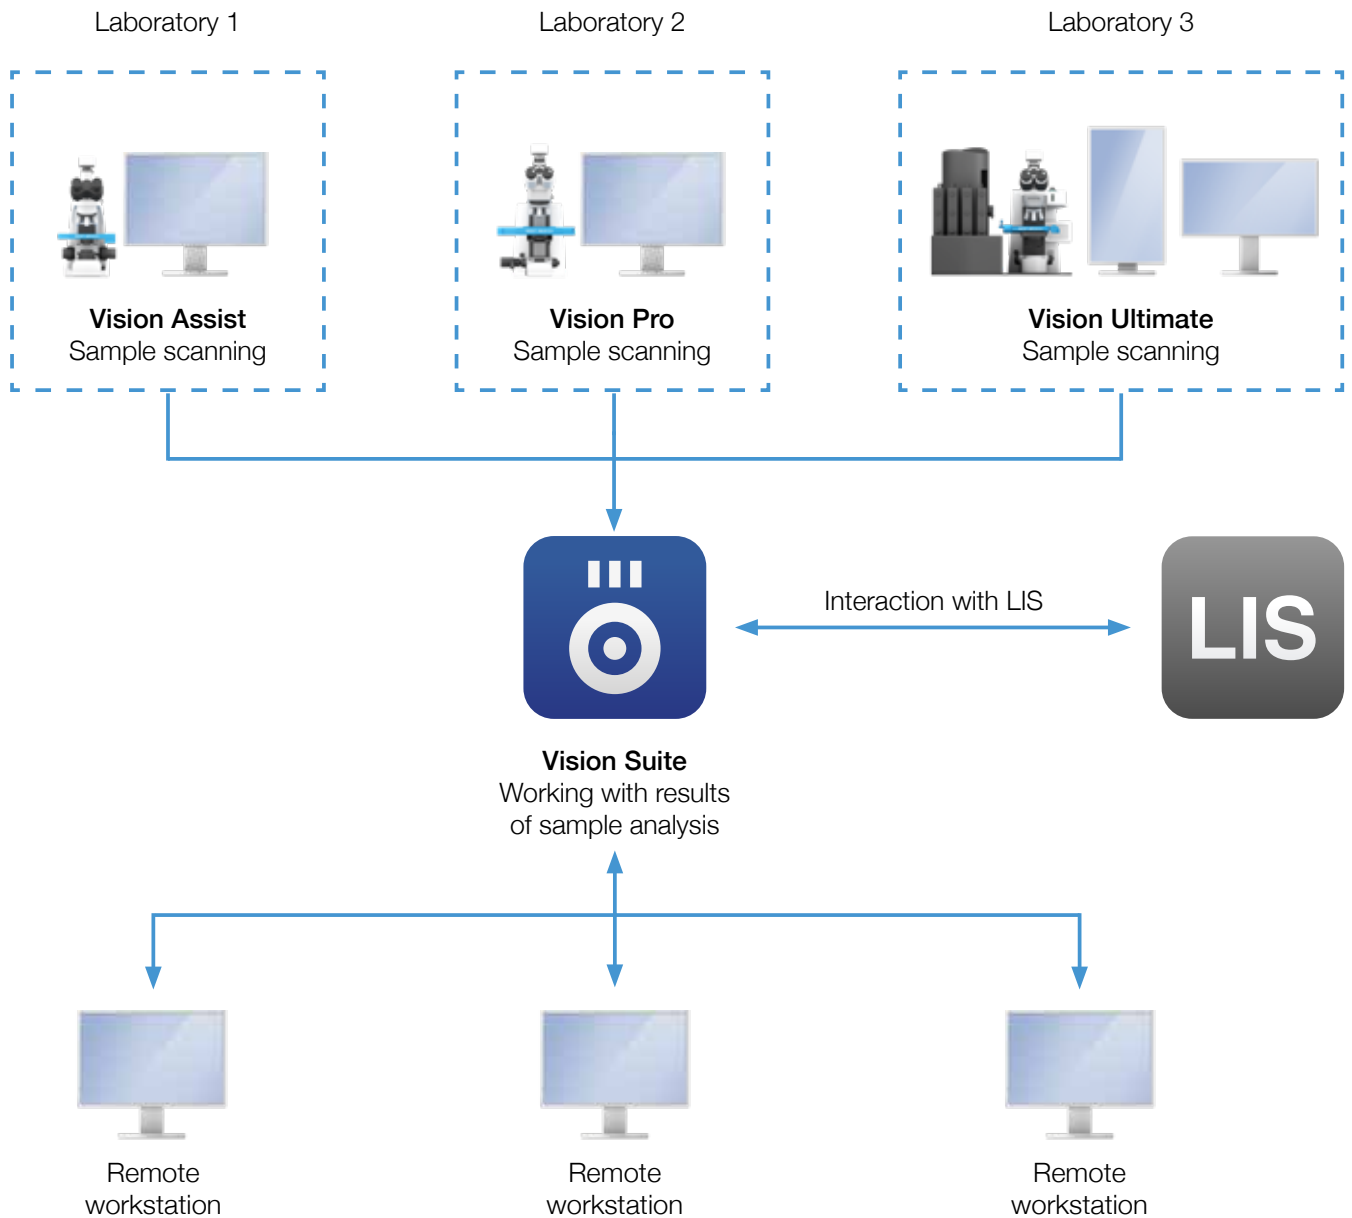 Laboratory 1
Laboratory 2
Laboratory 3
Vision Assist
Sample scanning
Vision Pro
Sample scanning
Vision Ultimate
Sample scanning
Interaction with LIS
LIS
Vision Suite
Working with results
of sample analysis
Remote
workstation
Remote
workstation
Remote
workstation